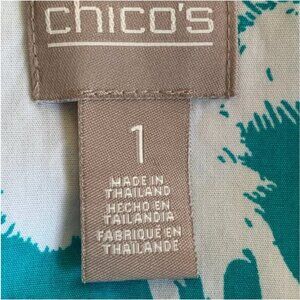 chico's
1
MADE IN
THAILAND
HECHO EN
TAILANDIA
FABRIQUÉ EN
THAÏLANDE